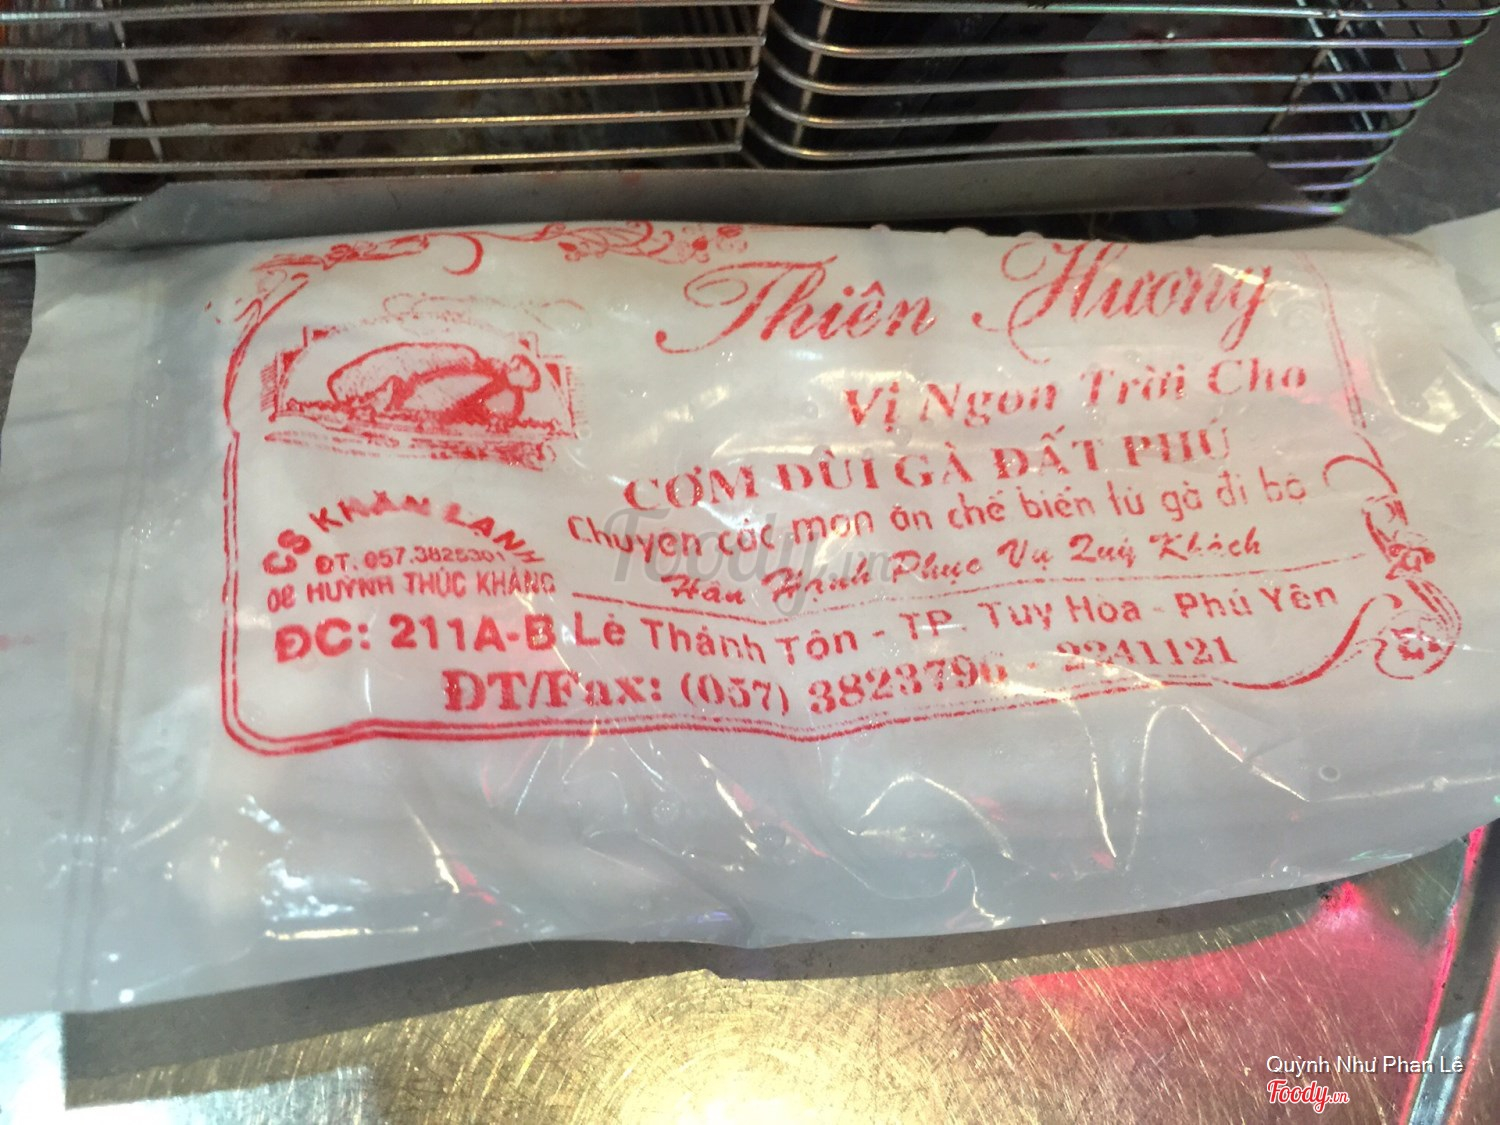 Thiên Hương
Vị Ngon Trời Cho
CƠM ĐÙI GÀ ĐẤT PHÚ
Chuyên các món ăn chế biến từ gà đi bộ
Hân Hạnh Phục Vụ Quý Khách
CS KHĂN LẠNH
ĐT. 057.3825301
08 HUỲNH THÚC KHÁNG
ĐC: 211A-B Lê Thánh Tôn - TP. Tuy Hòa - Phú Yên
ĐT/Fax: (057) 3823796 - 2241121
Foody.vn
Quỳnh Như Phan Lê
Foody.vn